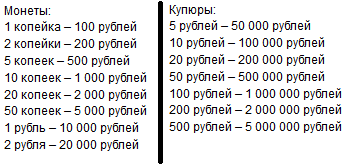 Монеты:
1 копейка – 100 рублей
2 копейки – 200 рублей
5 копеек – 500 рублей
10 копеек – 1 000 рублей
20 копеек – 2 000 рублей
50 копеек – 5 000 рублей
1 рубль – 10 000 рублей
2 рубля – 20 000 рублей
Купюры:
5 рублей – 50 000 рублей
10 рублей – 100 000 рублей
20 рублей – 200 000 рублей
50 рублей – 500 000 рублей
100 рублей – 1 000 000 рублей
200 рублей – 2 000 000 рублей
500 рублей – 5 000 000 рублей